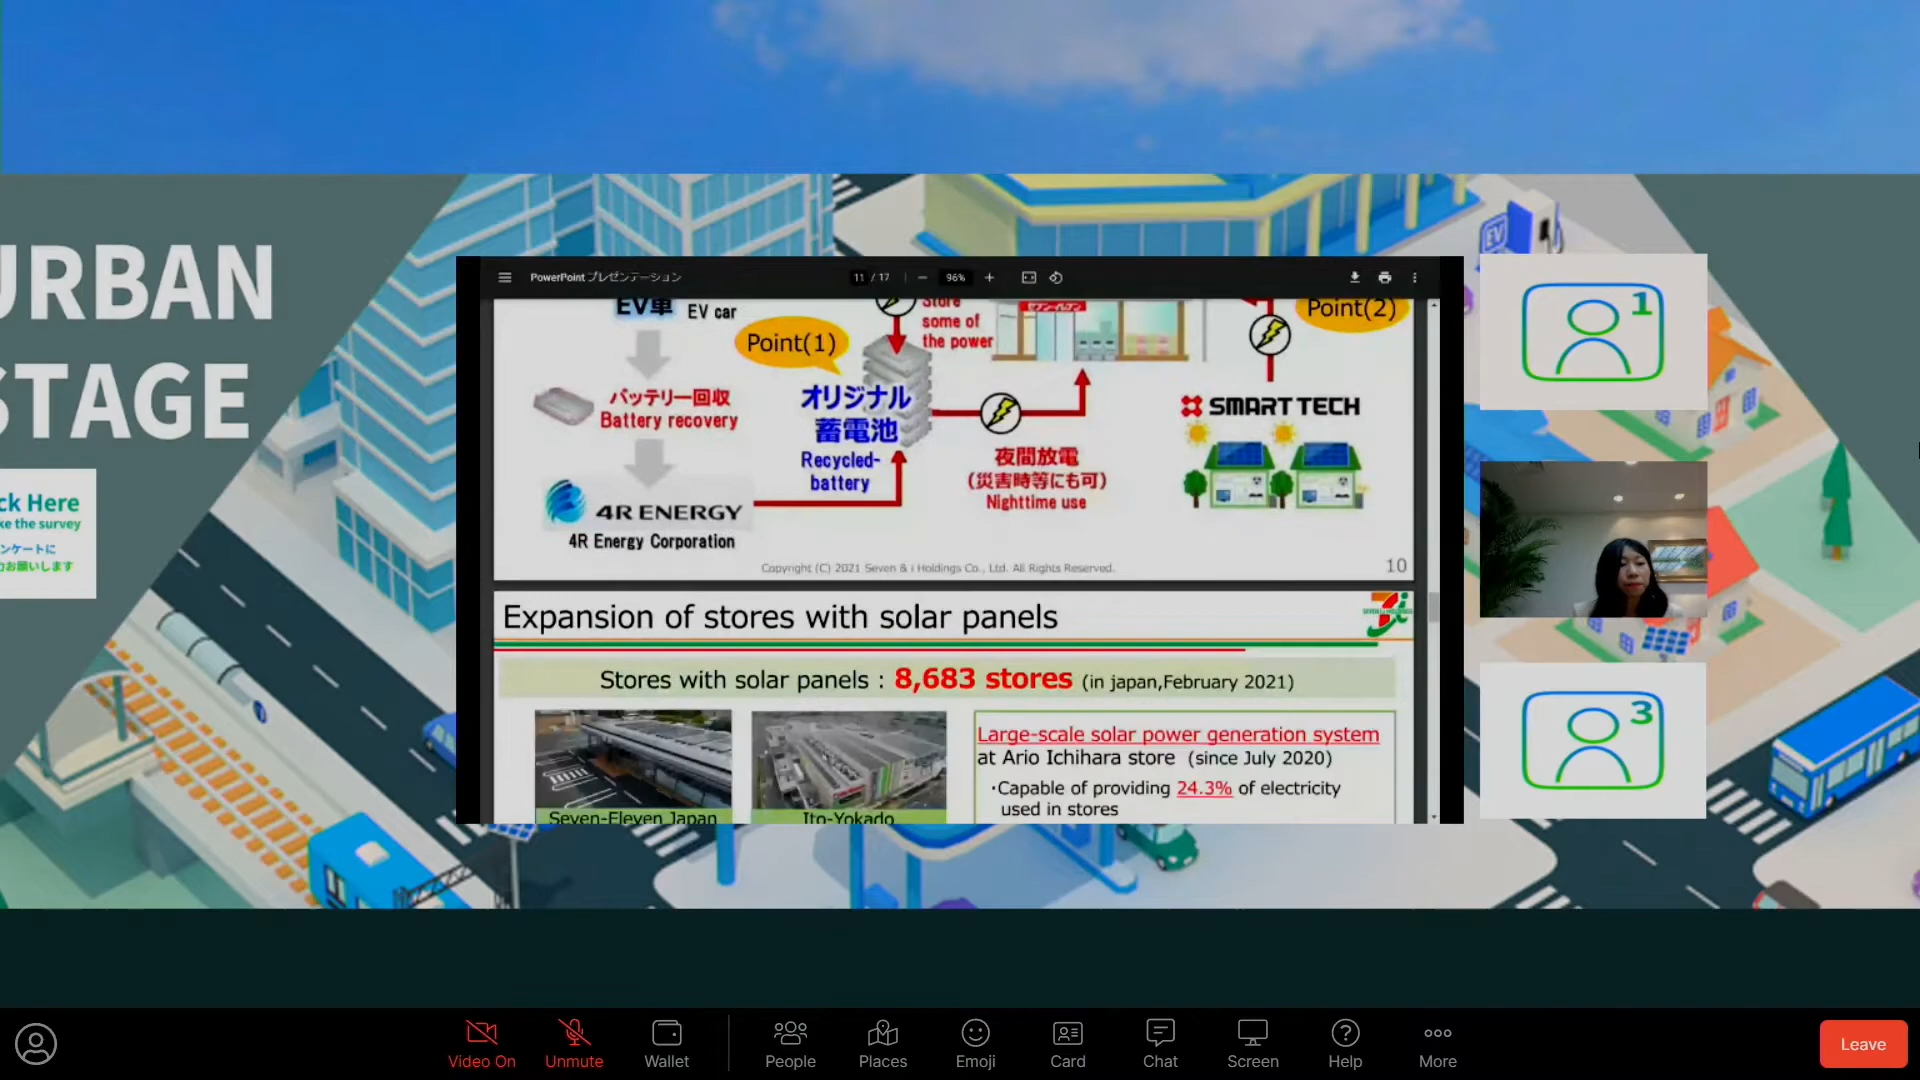 URBAN
STAGE
ck Here
ke the survey
ンケートに
力お願いします
PowerPoint プレゼンテーション
11 / 17
96%
EV車 EV car
Store
some of
the power
Point(1)
Point(2)
バッテリー回収
Battery recovery
オリジナル
蓄電池
Recycled-
battery
夜間放電
(災害時等にも可)
Nighttime use
SMART TECH
4R ENERGY
4R Energy Corporation
Copyright (C) 2021 Seven & i Holdings Co., Ltd. All Rights Reserved.
10
Expansion of stores with solar panels
Stores with solar panels : 8,683 stores (in japan,February 2021)
Large-scale solar power generation system
at Ario Ichihara store (since July 2020)
・Capable of providing 24.3% of electricity
used in stores
Seven-Eleven Japan
Ito-Yokado
EV
1
3
Video On
Unmute
Wallet
People
Places
Emoji
Card
Chat
Screen
Help
More
Leave